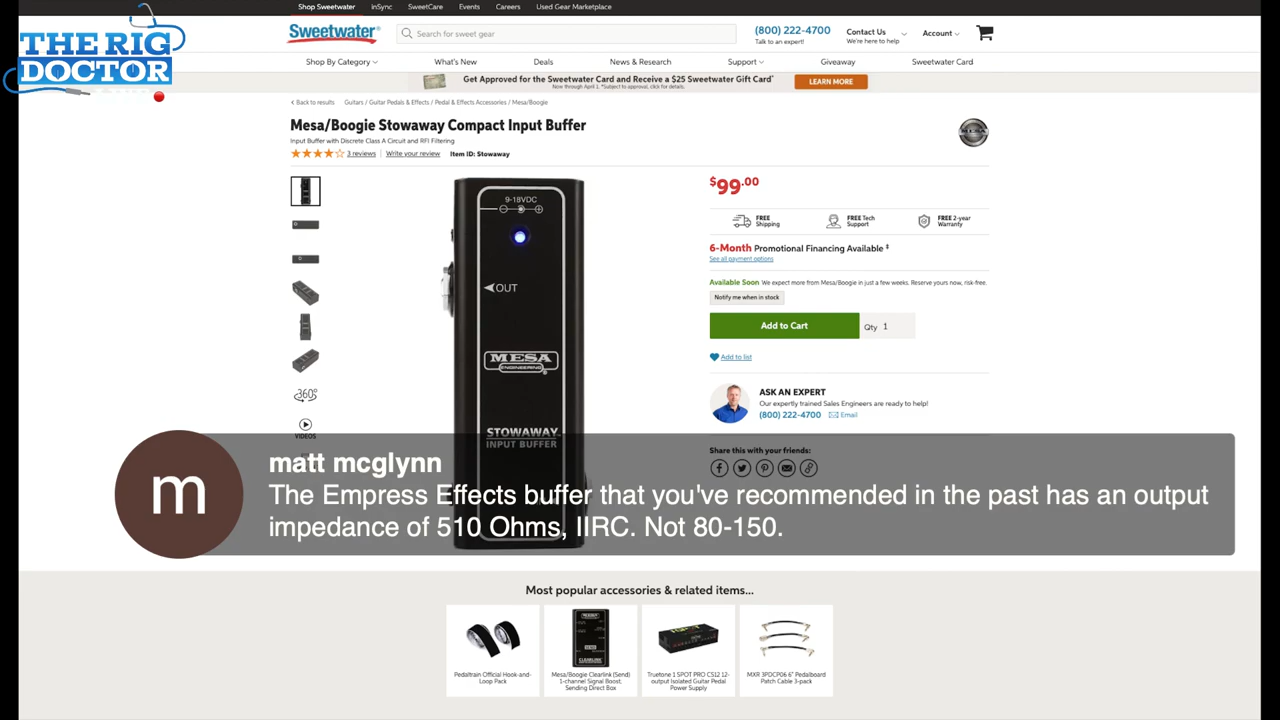 Shop Sweetwater InSync SweetCare Events Careers Used Gear Marketplace
THE RIG
DOCTOR
Sweetwater
Search for sweet gear
(800) 222-4700
Talk to an expert!
Contact Us
We're here to help
Account
Shop By Category What's New Deals News & Research Support Giveaway Sweetwater Card
Get Approved for the Sweetwater Card and Receive a $25 Sweetwater Gift Card*
Now through April 1. *Subject to approval, click for details.
LEARN MORE
Back to results Guitars / Guitar Pedals & Effects / Pedal & Effects Accessories / Mesa/Boogie
Mesa/Boogie Stowaway Compact Input Buffer
Input Buffer with Discrete Class A Circuit and RFI Filtering
3 reviews Write your review Item ID: Stowaway
MESA
$99.00
FREE
Shipping
FREE Tech
Support
FREE 2-year
Warranty
6-Month Promotional Financing Available ‡
See all payment options
Available Soon We expect more from Mesa/Boogie in just a few weeks. Reserve yours now, risk-free.
Notify me when in stock
Add to Cart
Qty 1
Add to list
ASK AN EXPERT
Our expertly trained Sales Engineers are ready to help!
(800) 222-4700 Email
Share this with your friends:
360°
VIDEOS
9-18VDC
OUT
MESA
ENGINEERING
STOWAWAY
INPUT BUFFER
m
matt mcglynn
The Empress Effects buffer that you've recommended in the past has an output
impedance of 510 Ohms, IIRC. Not 80-150.
Most popular accessories & related items...
Pedaltrain Official Hook-and-
Loop Pack
Mesa/Boogie Clearlink (Send)
1-channel Signal Boost,
Sending Direct Box
Truetone 1 SPOT PRO CS12 12-
output Isolated Guitar Pedal
Power Supply
MXR 3PDCP06 6" Pedalboard
Patch Cable 3-pack